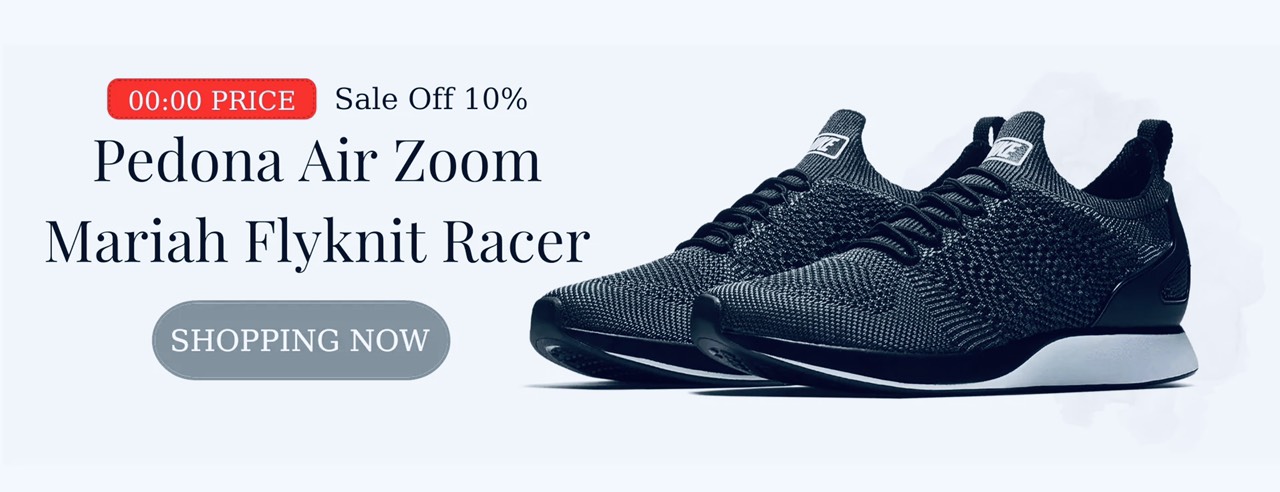 00:00 PRICE Sale Off 10%
Pedona Air Zoom
Mariah Flyknit Racer
SHOPPING NOW